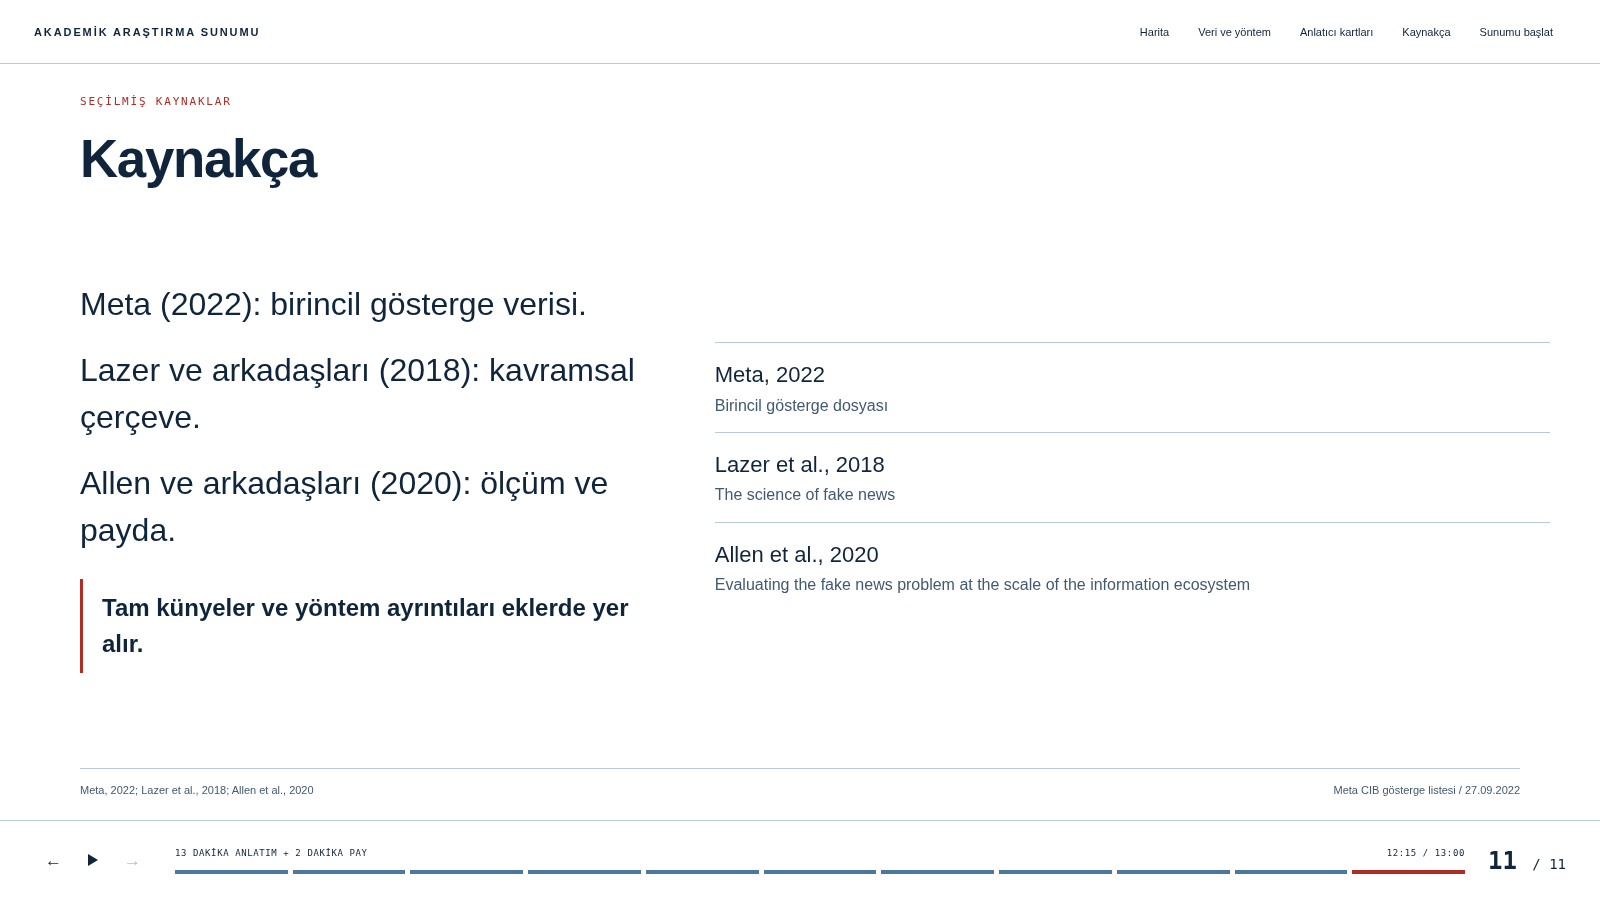 AKADEMİK ARAŞTIRMA SUNUMU
Harita Veri ve yöntem Anlatıcı kartları Kaynakça Sunumu başlat
SEÇİLMİŞ KAYNAKLAR
Kaynakça
Meta (2022): birincil gösterge verisi.
Lazer ve arkadaşları (2018): kavramsal
çerçeve.
Allen ve arkadaşları (2020): ölçüm ve
payda.
Tam künyeler ve yöntem ayrıntıları eklerde yer
alır.
Meta, 2022
Birincil gösterge dosyası
Lazer et al., 2018
The science of fake news
Allen et al., 2020
Evaluating the fake news problem at the scale of the information ecosystem
Meta, 2022; Lazer et al., 2018; Allen et al., 2020
Meta CIB gösterge listesi / 27.09.2022
← →
13 DAKİKA ANLATIM + 2 DAKİKA PAY
12:15 / 13:00
11 / 11